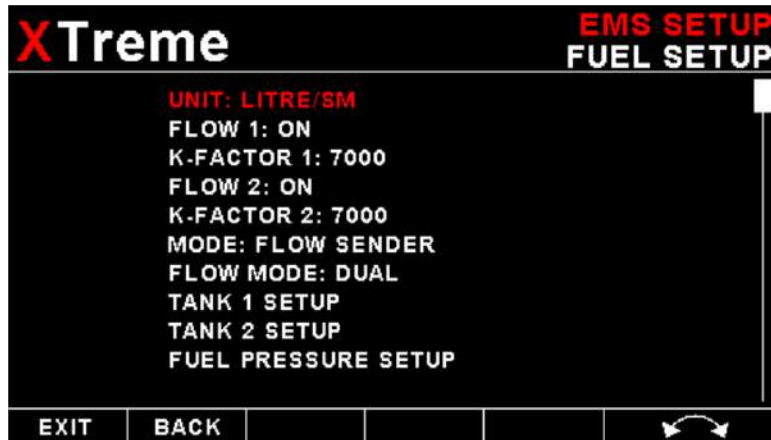 XTreme
EMS SETUP
FUEL SETUP
UNIT: LITRE/SM
FLOW 1: ON
K-FACTOR 1: 7000
FLOW 2: ON
K-FACTOR 2: 7000
MODE: FLOW SENDER
FLOW MODE: DUAL
TANK 1 SETUP
TANK 2 SETUP
FUEL PRESSURE SETUP
EXIT BACK